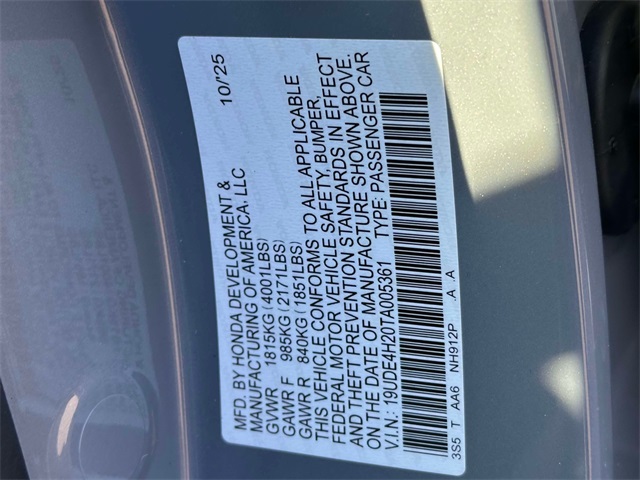 MFD. BY HONDA DEVELOPMENT & 10/'25
MANUFACTURING OF AMERICA, LLC
GVWR 1815KG (4001LBS)
GAWR F 985KG (2171LBS)
GAWR R 840KG (1851LBS)
THIS VEHICLE CONFORMS TO ALL APPLICABLE
FEDERAL MOTOR VEHICLE SAFETY, BUMPER,
AND THEFT PREVENTION STANDARDS IN EFFECT
ON THE DATE OF MANUFACTURE SHOWN ABOVE.
V.I.N.: 19UDE4H20TA005361 TYPE: PASSENGER CAR
3S5 T AA6 NH912P .A .A